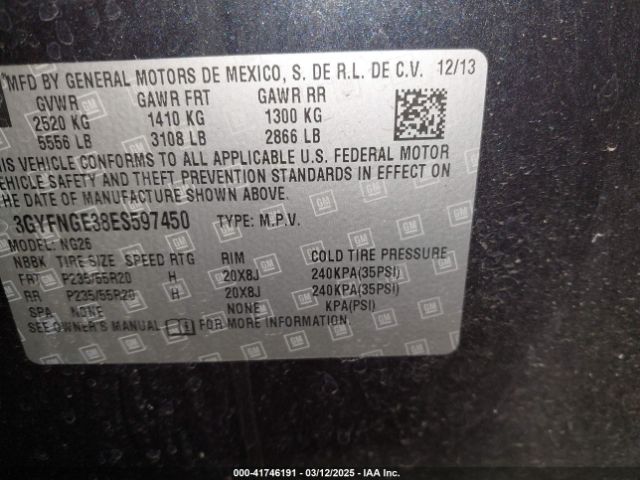 MFD BY GENERAL MOTORS DE MEXICO, S. DE R.L. DE C.V. 12/13
GVWR GAWR FRT GAWR RR
2520 KG 1410 KG 1300 KG
5556 LB 3108 LB 2866 LB
THIS VEHICLE CONFORMS TO ALL APPLICABLE U.S. FEDERAL MOTOR
VEHICLE SAFETY AND THEFT PREVENTION STANDARDS IN EFFECT ON
THE DATE OF MANUFACTURE SHOWN ABOVE.
3GYFNGE38ES597450 TYPE: M.P.V.
MODEL: NG26
NBBK TIRE SIZE SPEED RTG RIM COLD TIRE PRESSURE
FRT P235/55R20 H 20X8J 240KPA(35PSI)
RR P235/55R20 H 20X8J 240KPA(35PSI)
SPA NONE NONE KPA(PSI)
SEE OWNER'S MANUAL FOR MORE INFORMATION.
000-41746191 - 03/12/2025 - IAA Inc.